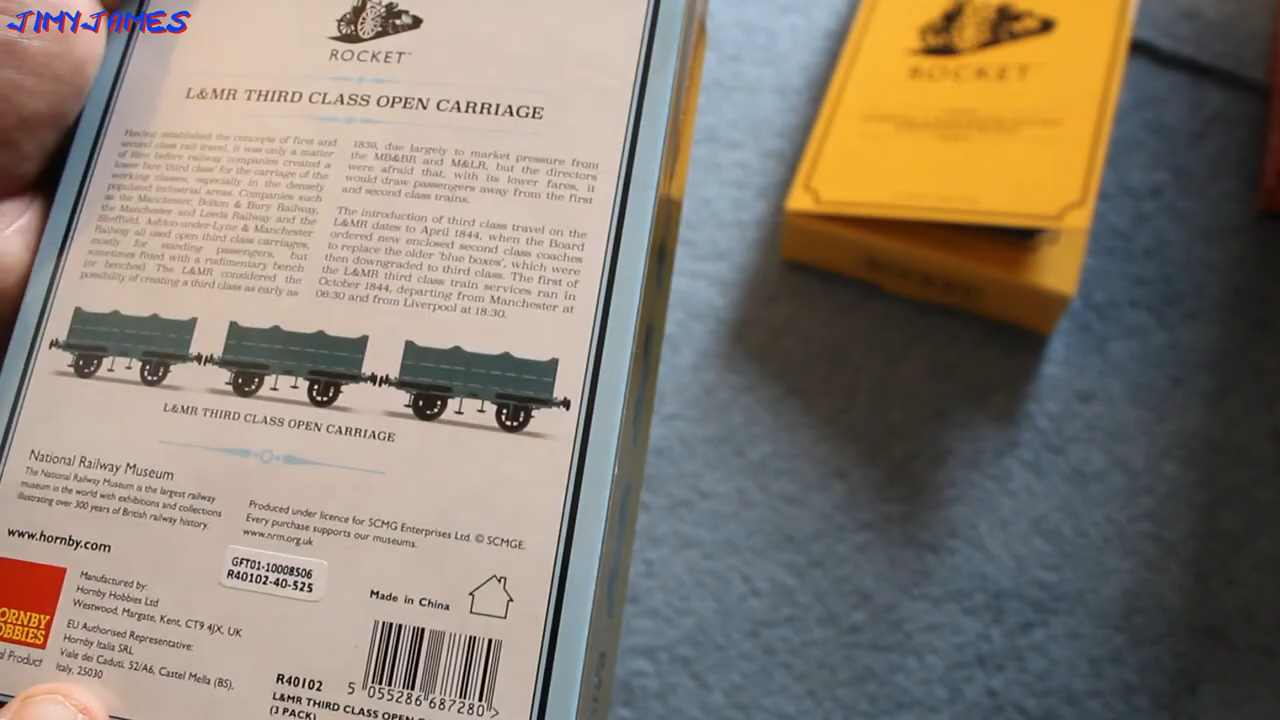 JIMYJAMES
ROCKET™
L&MR THIRD CLASS OPEN CARRIAGE
Having established the concepts of first and
second class rail travel, it was only a matter
of time before railway companies created a
lower fare 'third class' for the carriage of the
working classes, especially in the densely
populated industrial areas. Companies such
as the Manchester, Bolton & Bury Railway,
the Manchester and Leeds Railway and the
Sheffield, Ashton-under-Lyne & Manchester
Railway all used open third class carriages,
mostly for standing passengers, but
sometimes fitted with a rudimentary bench
(or benches). The L&MR considered the
possibility of creating a third class as early as
1839, due largely to market pressure from
the MB&BR and M&LR, but the directors
were afraid that, with its lower fares, it
would draw passengers away from the first
and second class trains.
The introduction of third class travel on the
L&MR dates to April 1844, when the Board
ordered new enclosed second class coaches
to replace the older 'blue boxes', which were
then downgraded to third class. The first of
the L&MR third class train services ran in
October 1844, departing from Manchester at
06:30 and from Liverpool at 18:30.
L&MR THIRD CLASS OPEN CARRIAGE
National Railway Museum
The National Railway Museum is the largest railway
museum in the world with exhibitions and collections
illustrating over 300 years of British railway history.
Produced under licence for SCMG Enterprises Ltd. © SCMGE.
Every purchase supports our museums.
www.nrm.org.uk
www.hornby.com
GFT01-10008506
R40102-40-525
Made in China
Manufactured by:
Hornby Hobbies Ltd
Westwood, Margate, Kent, CT9 4JX, UK
EU Authorised Representative:
Hornby Italia SRL
Viale dei Caduti, 52/A6, Castel Mella (BS),
Italy, 25030
ORNBY
OBBIES
al Product
R40102
L&MR THIRD CLASS OPEN C
(3 PACK)
5 055286 687280 >
ROCKET